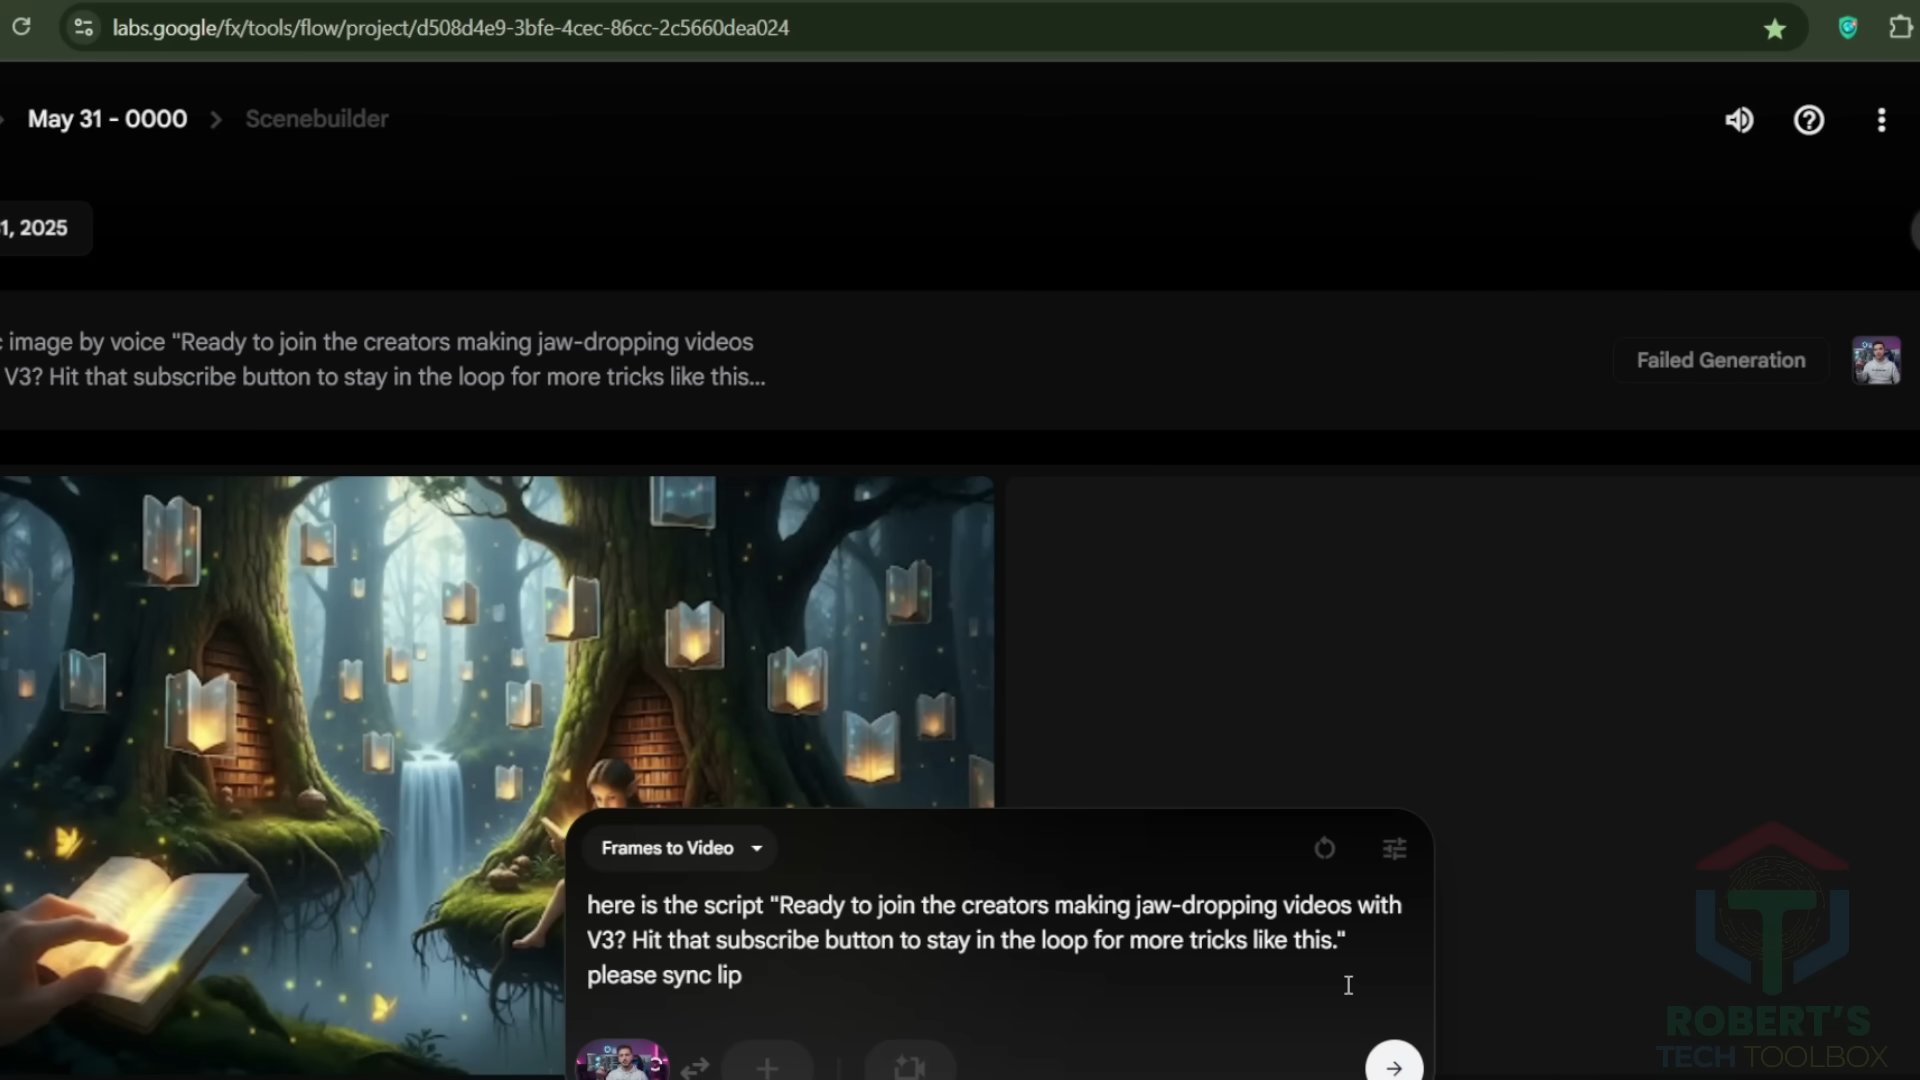 labs.google/fx/tools/flow/project/d508d4e9-3bfe-4cec-86cc-2c5660dea024
May 31 - 0000 > Scenebuilder
1, 2025
image by voice "Ready to join the creators making jaw-dropping videos
V3? Hit that subscribe button to stay in the loop for more tricks like this...
Failed Generation
Frames to Video
here is the script "Ready to join the creators making jaw-dropping videos with
V3? Hit that subscribe button to stay in the loop for more tricks like this."
please sync lip
ROBERT'S
TECH TOOLBOX